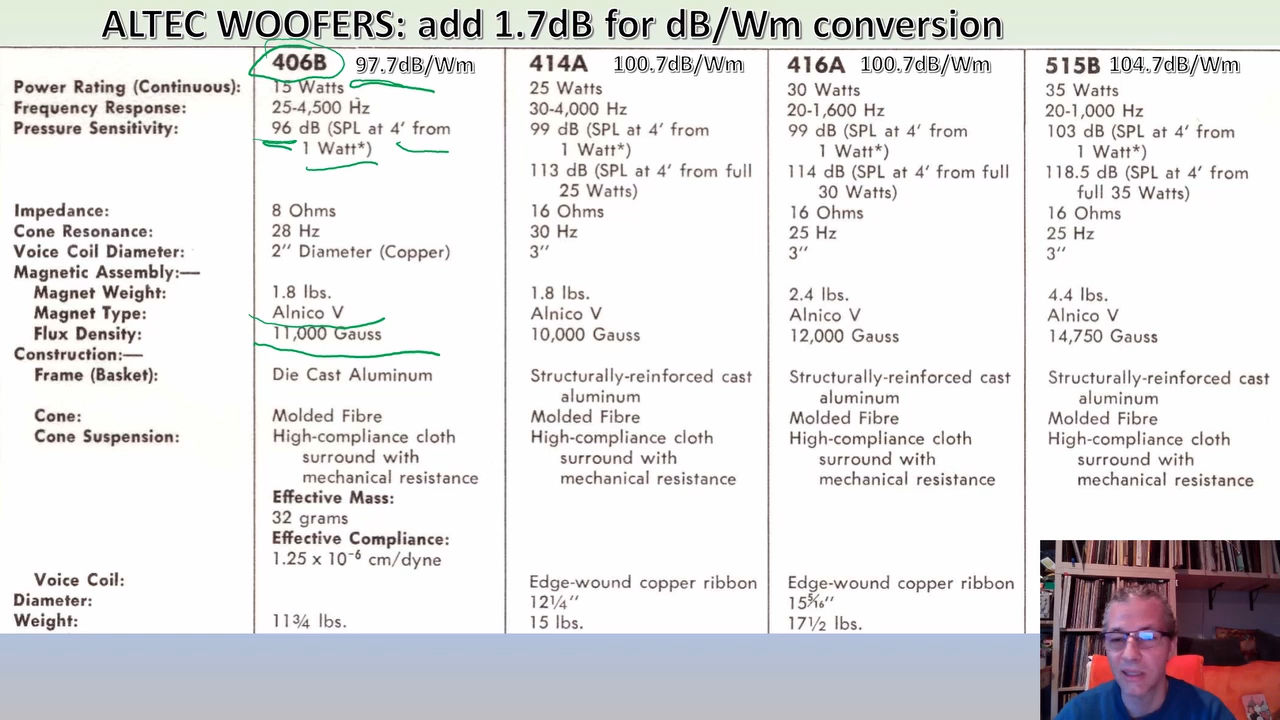 ALTEC WOOFERS: add 1.7dB for dB/Wm conversion
406B 97.7dB/Wm 414A 100.7dB/Wm 416A 100.7dB/Wm 515B 104.7dB/Wm
Power Rating (Continuous): 15 Watts 25 Watts 30 Watts 35 Watts
Frequency Response: 25-4,500 Hz 30-4,000 Hz 20-1,600 Hz 20-1,000 Hz
Pressure Sensitivity: 96 dB (SPL at 4′ from 99 dB (SPL at 4′ from 99 dB (SPL at 4′ from 103 dB (SPL at 4′ from
1 Watt*) 1 Watt*) 1 Watt*) 1 Watt*)
113 dB (SPL at 4′ from full 114 dB (SPL at 4′ from full 118.5 dB (SPL at 4′ from
25 Watts) 30 Watts) full 35 Watts)
Impedance: 8 Ohms 16 Ohms 16 Ohms 16 Ohms
Cone Resonance: 28 Hz 30 Hz 25 Hz 25 Hz
Voice Coil Diameter: 2″ Diameter (Copper) 3″ 3″ 3″
Magnetic Assembly:—
Magnet Weight: 1.8 lbs. 1.8 lbs. 2.4 lbs. 4.4 lbs.
Magnet Type: Alnico V Alnico V Alnico V Alnico V
Flux Density: 11,000 Gauss 10,000 Gauss 12,000 Gauss 14,750 Gauss
Construction:—
Frame (Basket): Die Cast Aluminum Structurally-reinforced cast Structurally-reinforced cast Structurally-reinforced cast
aluminum aluminum aluminum
Cone: Molded Fibre Molded Fibre Molded Fibre Molded Fibre
Cone Suspension: High-compliance cloth High-compliance cloth High-compliance cloth High-compliance cloth
surround with surround with surround with surround with
mechanical resistance mechanical resistance mechanical resistance mechanical resistance
Effective Mass:
32 grams
Effective Compliance:
1.25 x 10⁻⁶ cm/dyne
Voice Coil: Edge-wound copper ribbon Edge-wound copper ribbon
Diameter: 12¼″ 15⁵⁄₁₆″
Weight: 11¾ lbs. 15 lbs. 17½ lbs.